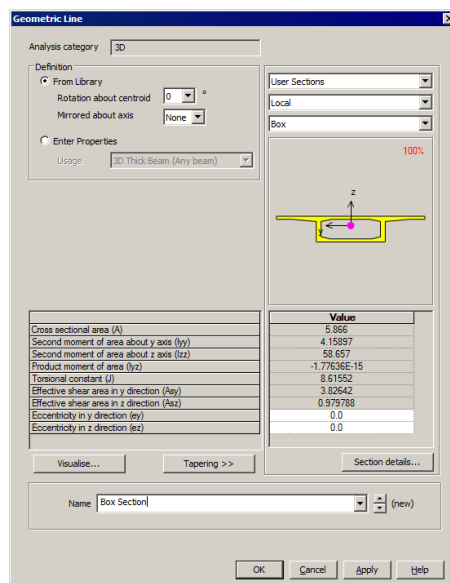 Geometric Line
Analysis category 3D
Definition
From Library
Rotation about centroid 0 °
Mirrored about axis None
Enter Properties
Usage 3D Thick Beam (Any beam)
User Sections
Local
Box
100%
z
y
Value
Cross sectional area (A) 5.866
Second moment of area about y axis (Iyy) 4.15897
Second moment of area about z axis (Izz) 58.657
Product moment of area (Iyz) -1.77636E-15
Torsional constant (J) 8.61552
Effective shear area in y direction (Asy) 3.82642
Effective shear area in z direction (Asz) 0.979788
Eccentricity in y direction (ey) 0.0
Eccentricity in z direction (ez) 0.0
Visualise... Tapering >> Section details...
Name Box Section (new)
OK Cancel Apply Help